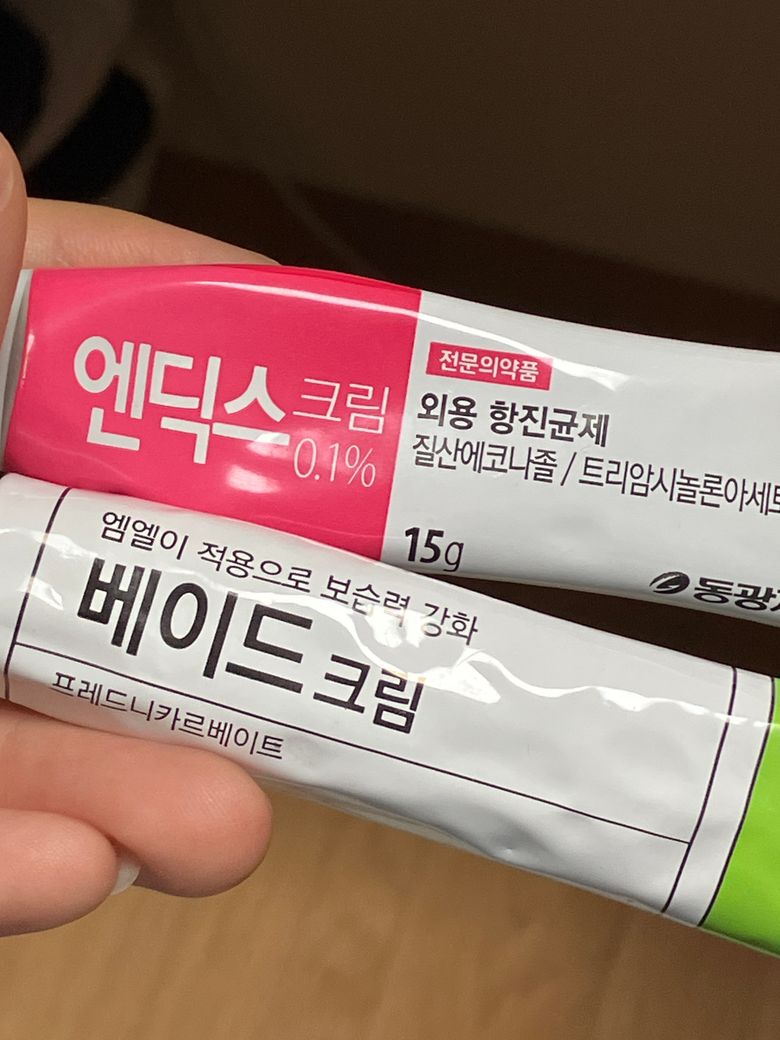 엔딕스 크림
0.1%
전문의약품
외용 항진균제
질산에코나졸 / 트리암시놀론아세
15g
동광
엠엘이 적용으로 보습력 강화
베이드 크림
프레드니카르베이트